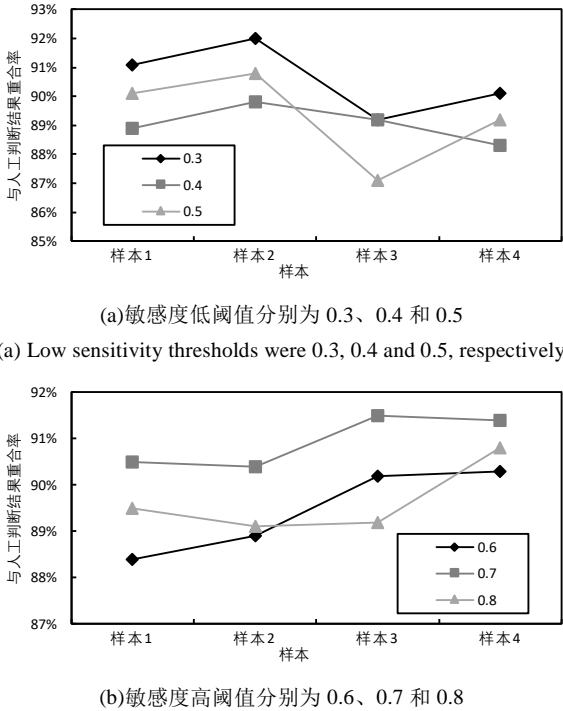 93%
92%
91%
90%
89%
88%
87%
86%
85%
与人工判断结果重合率
0.3
0.4
0.5
样本1 样本2 样本3 样本4
样本
(a)敏感度低阈值分别为 0.3、0.4 和 0.5
a) Low sensitivity thresholds were 0.3, 0.4 and 0.5, respectively
92%
91%
90%
89%
88%
87%
与人工判断结果重合率
0.6
0.7
0.8
样本1 样本2 样本3 样本4
样本
(b)敏感度高阈值分别为 0.6、0.7 和 0.8